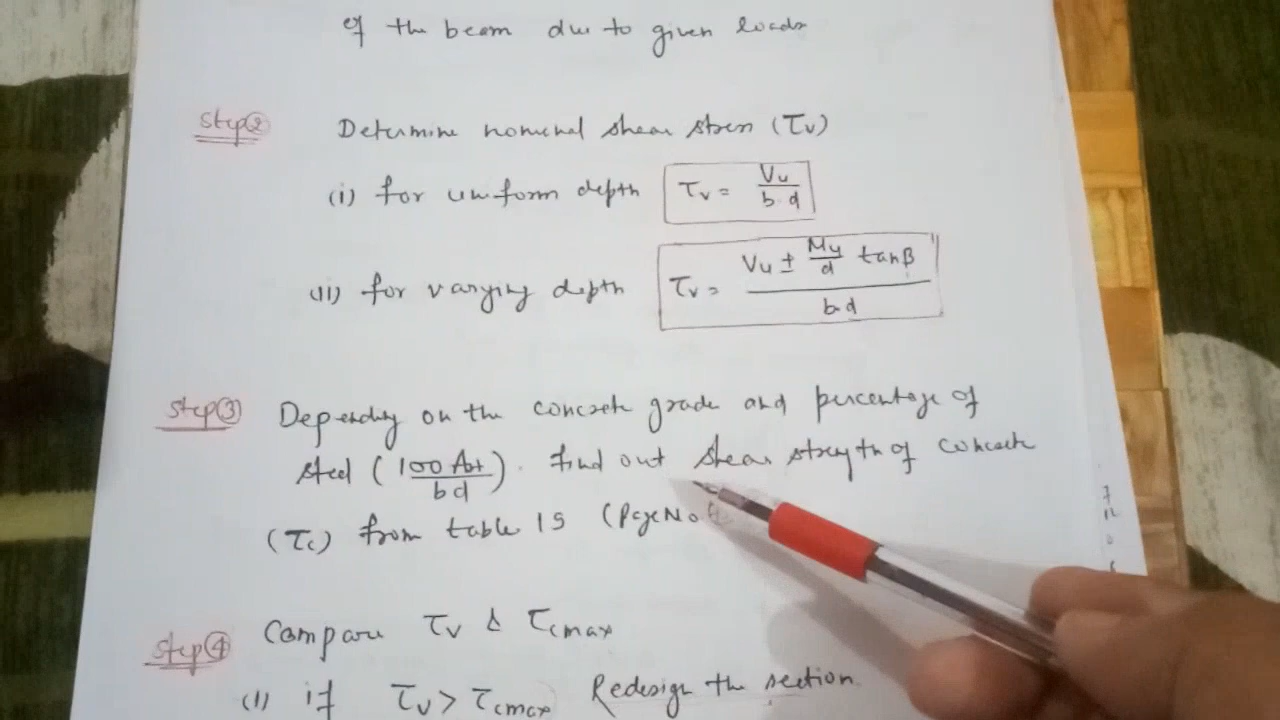 of the beam due to given loads
Step② Determine nominal shear stress (τv)
(i) for uniform depth τv = Vu / b·d
(ii) for varying depth τv = (Vu ± Mu/d tanβ) / b·d
Step③ Depending on the concrete grade and percentage of
steel (100 Ast / bd). find out shear strength of concrete
(τc) from table 19 (Page No
Step④ Compare τv & τcmax
(i) if τv > τcmax Redesign the section